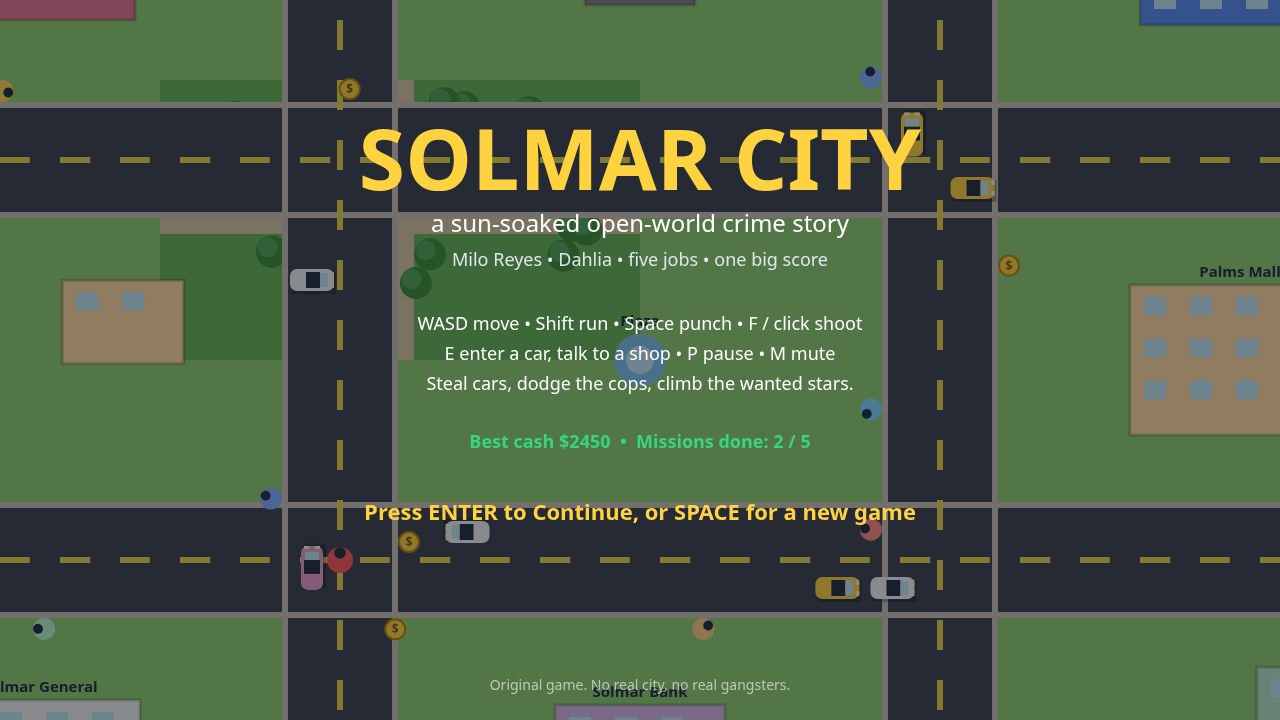 SOLMAR CITY
a sun-soaked open-world crime story
Milo Reyes • Dahlia • five jobs • one big score
Palms Mall
WASD move • Shift run • Space punch • F / click shoot
E enter a car, talk to a shop • P pause • M mute
Steal cars, dodge the cops, climb the wanted stars.
Best cash $2450 • Missions done: 2 / 5
Press ENTER to Continue, or SPACE for a new game
lmar General
Original game. No real city, no real gangsters.
Solmar Bank
$
$
$
$